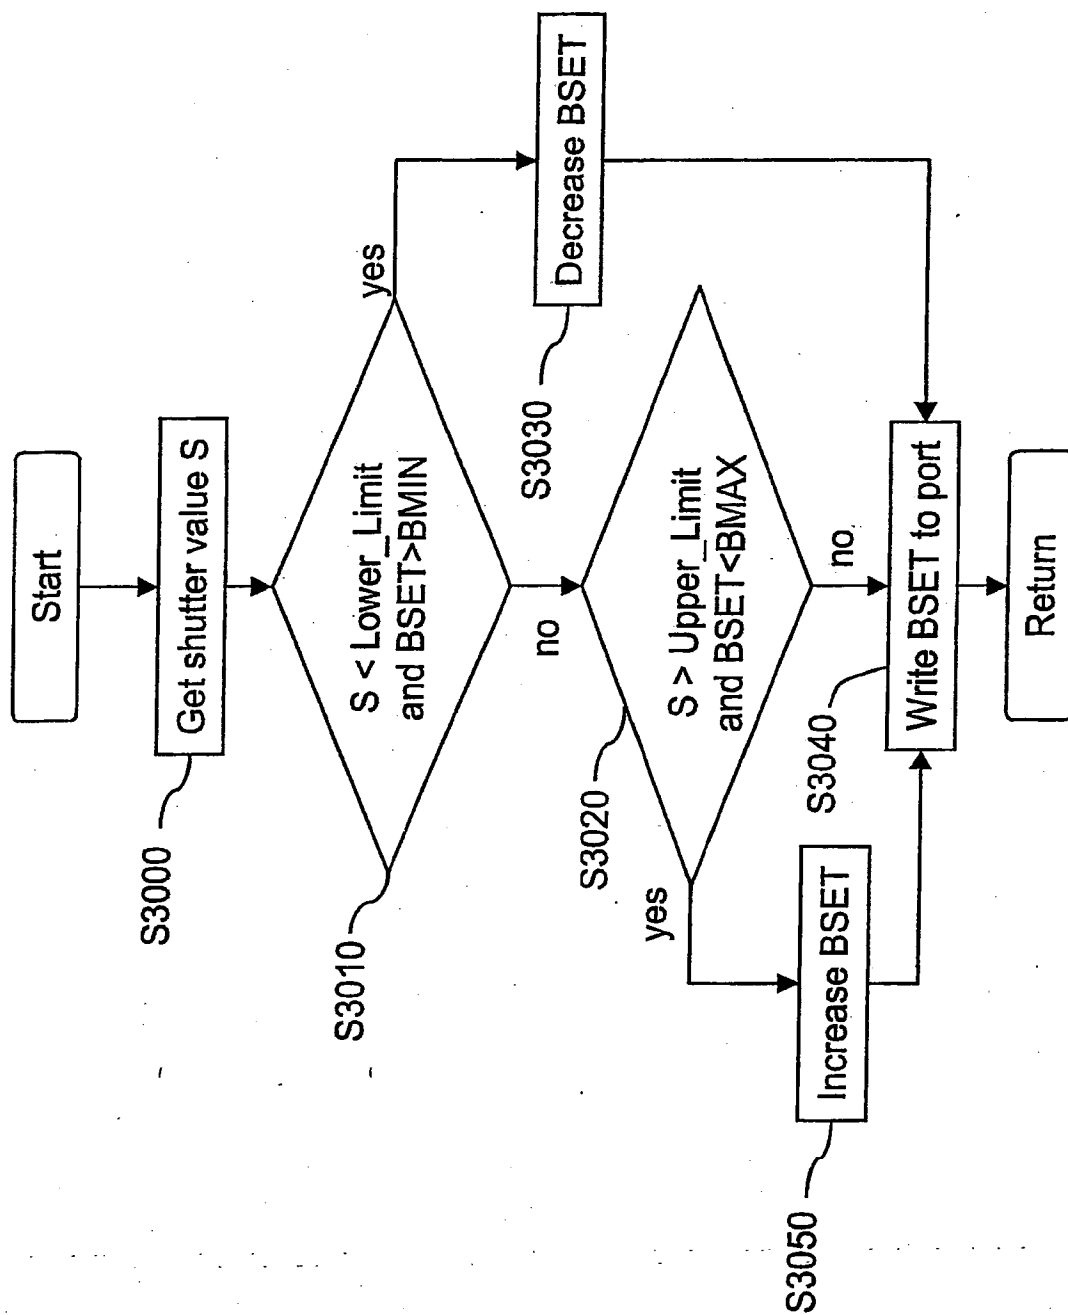 Start
Get shutter value S
S3000
S < Lower_Limit
and BSET>BMIN
S3010
yes
no
Decrease BSET
S3030
S > Upper_Limit
and BSET<BMAX
S3020
yes
no
Increase BSET
S3050
Write BSET to port
S3040
Return